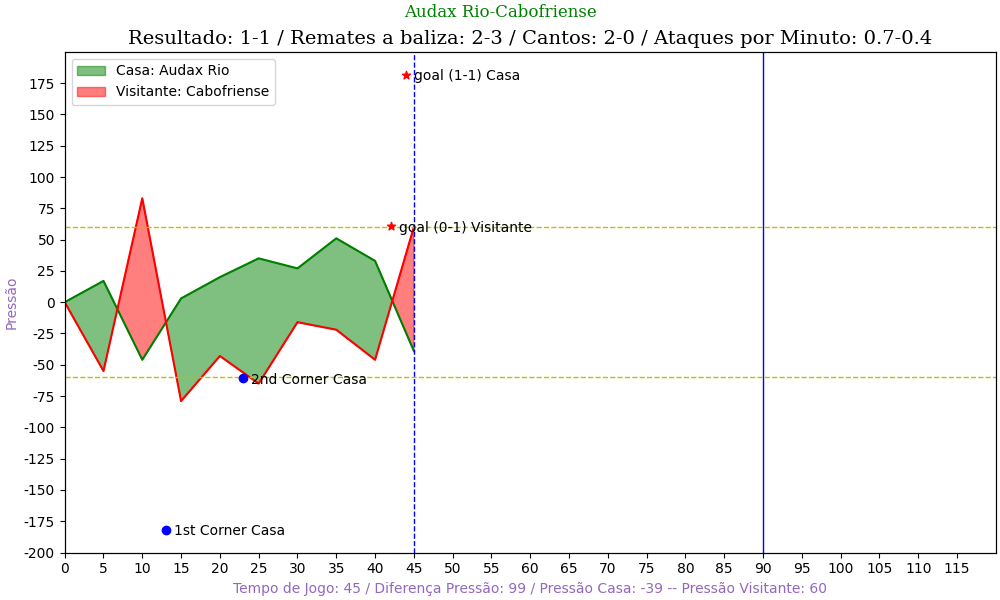 Audax Rio-Cabofriense
Resultado: 1-1 / Remates a baliza: 2-3 / Cantos: 2-0 / Ataques por Minuto: 0.7-0.4
Casa: Audax Rio
Visitante: Cabofriense
goal (1-1) Casa
goal (0-1) Visitante
2nd Corner Casa
1st Corner Casa
Pressão
175
150
125
100
75
50
25
0
-25
-50
-75
-100
-125
-150
-175
-200
0 5 10 15 20 25 30 35 40 45 50 55 60 65 70 75 80 85 90 95 100 105 110 115
Tempo de Jogo: 45 / Diferença Pressão: 99 / Pressão Casa: -39 -- Pressão Visitante: 60